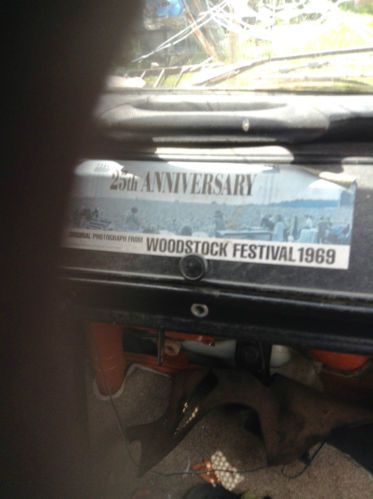 25th ANNIVERSARY
ORIGINAL PHOTOGRAPH FROM WOODSTOCK FESTIVAL 1969